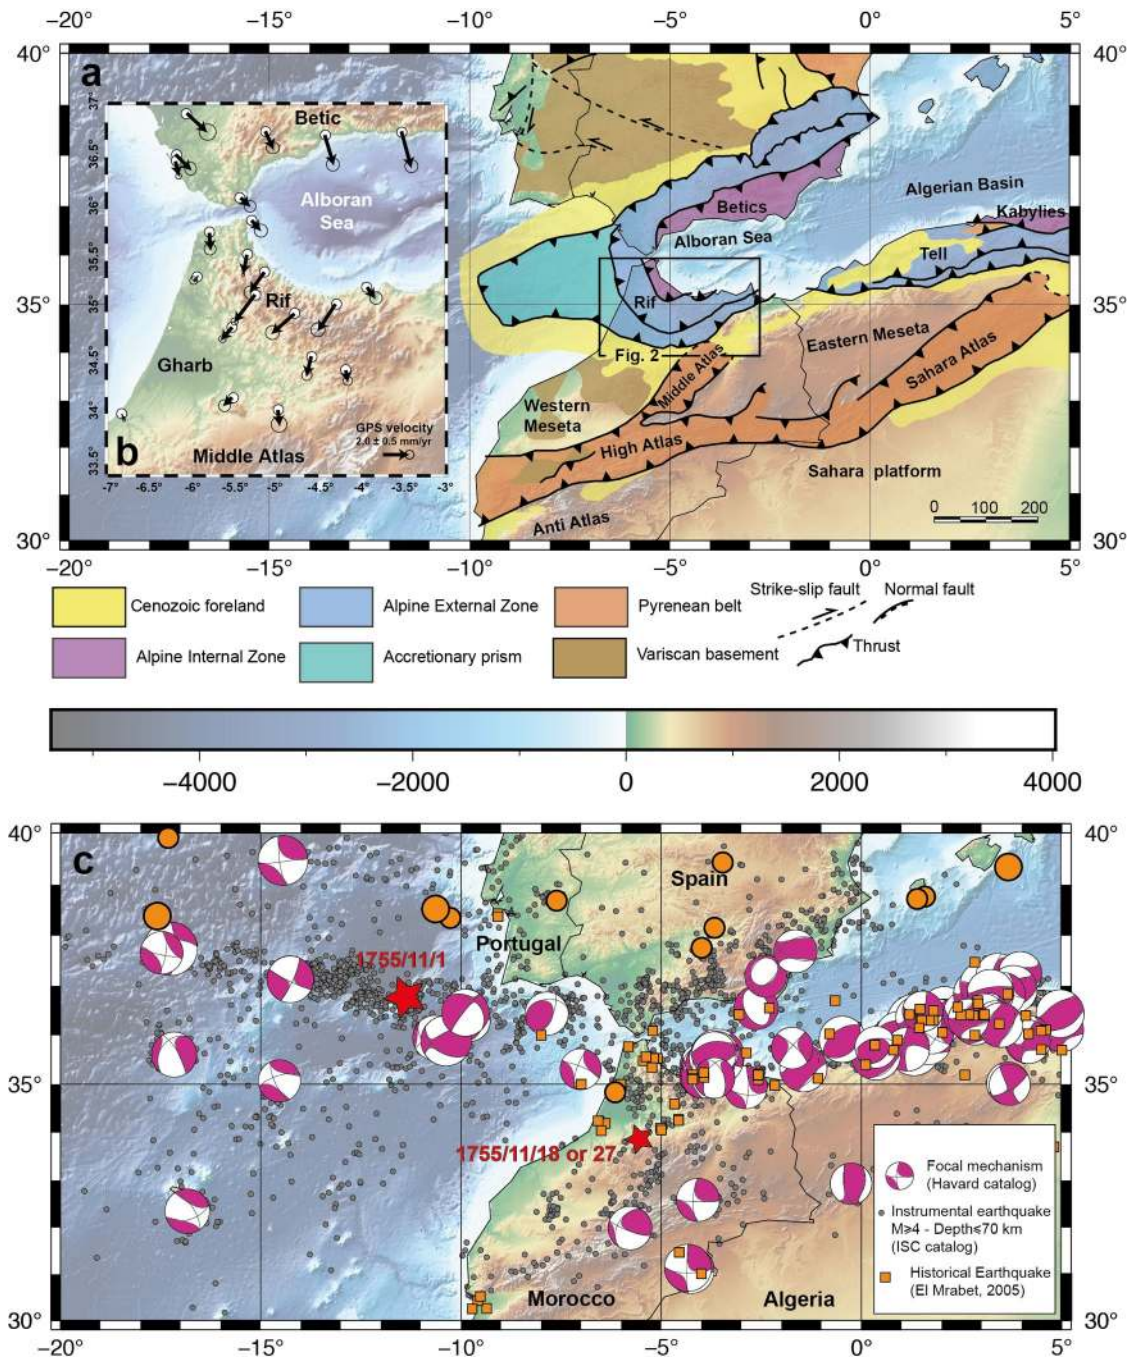 −20° −15° −10° −5° 0° 5°
40° 40°
a
37°
Betic
36.5°
Alboran
Sea
36°
35.5°
35°
Rif
34.5°
Gharb
34°
GPS velocity
2.0 ± 0.5 mm/yr
b
Middle Atlas
33.5°
-7° -6.5° -6° -5.5° -5° -4.5° -4° -3.5° -3°
Algerian Basin
Betics
Kabylies
Alboran Sea
Tell
35° 35°
Rif
Eastern Meseta
Fig. 2
Middle Atlas
Sahara Atlas
Western
Meseta
High Atlas
Sahara platform
0 100 200
Anti Atlas
30° 30°
−20° −15° −10° −5° 0° 5°
Cenozoic foreland
Alpine External Zone
Pyrenean belt
Strike-slip fault
Normal fault
Alpine Internal Zone
Accretionary prism
Variscan basement
Thrust
−4000 −2000 0 2000 4000
40° 40°
c
Spain
Portugal
1755/11/1
35° 35°
1755/11/18 or 27
Focal mechanism
(Havard catalog)
Instrumental earthquake
M⩾4 - Depth⩽70 km
(ISC catalog)
Historical Earthquake
(El Mrabet, 2005)
Morocco
Algeria
30° 30°
−20° −15° −10° −5° 0° 5°